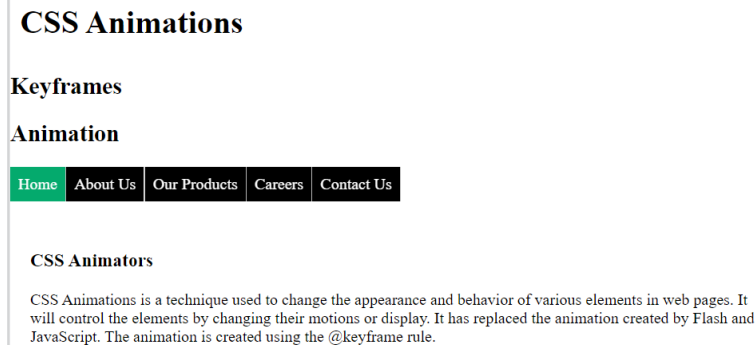 CSS Animations
Keyframes
Animation
Home About Us Our Products Careers Contact Us
CSS Animators
CSS Animations is a technique used to change the appearance and behavior of various elements in web pages. It
will control the elements by changing their motions or display. It has replaced the animation created by Flash and
JavaScript. The animation is created using the @keyframe rule.